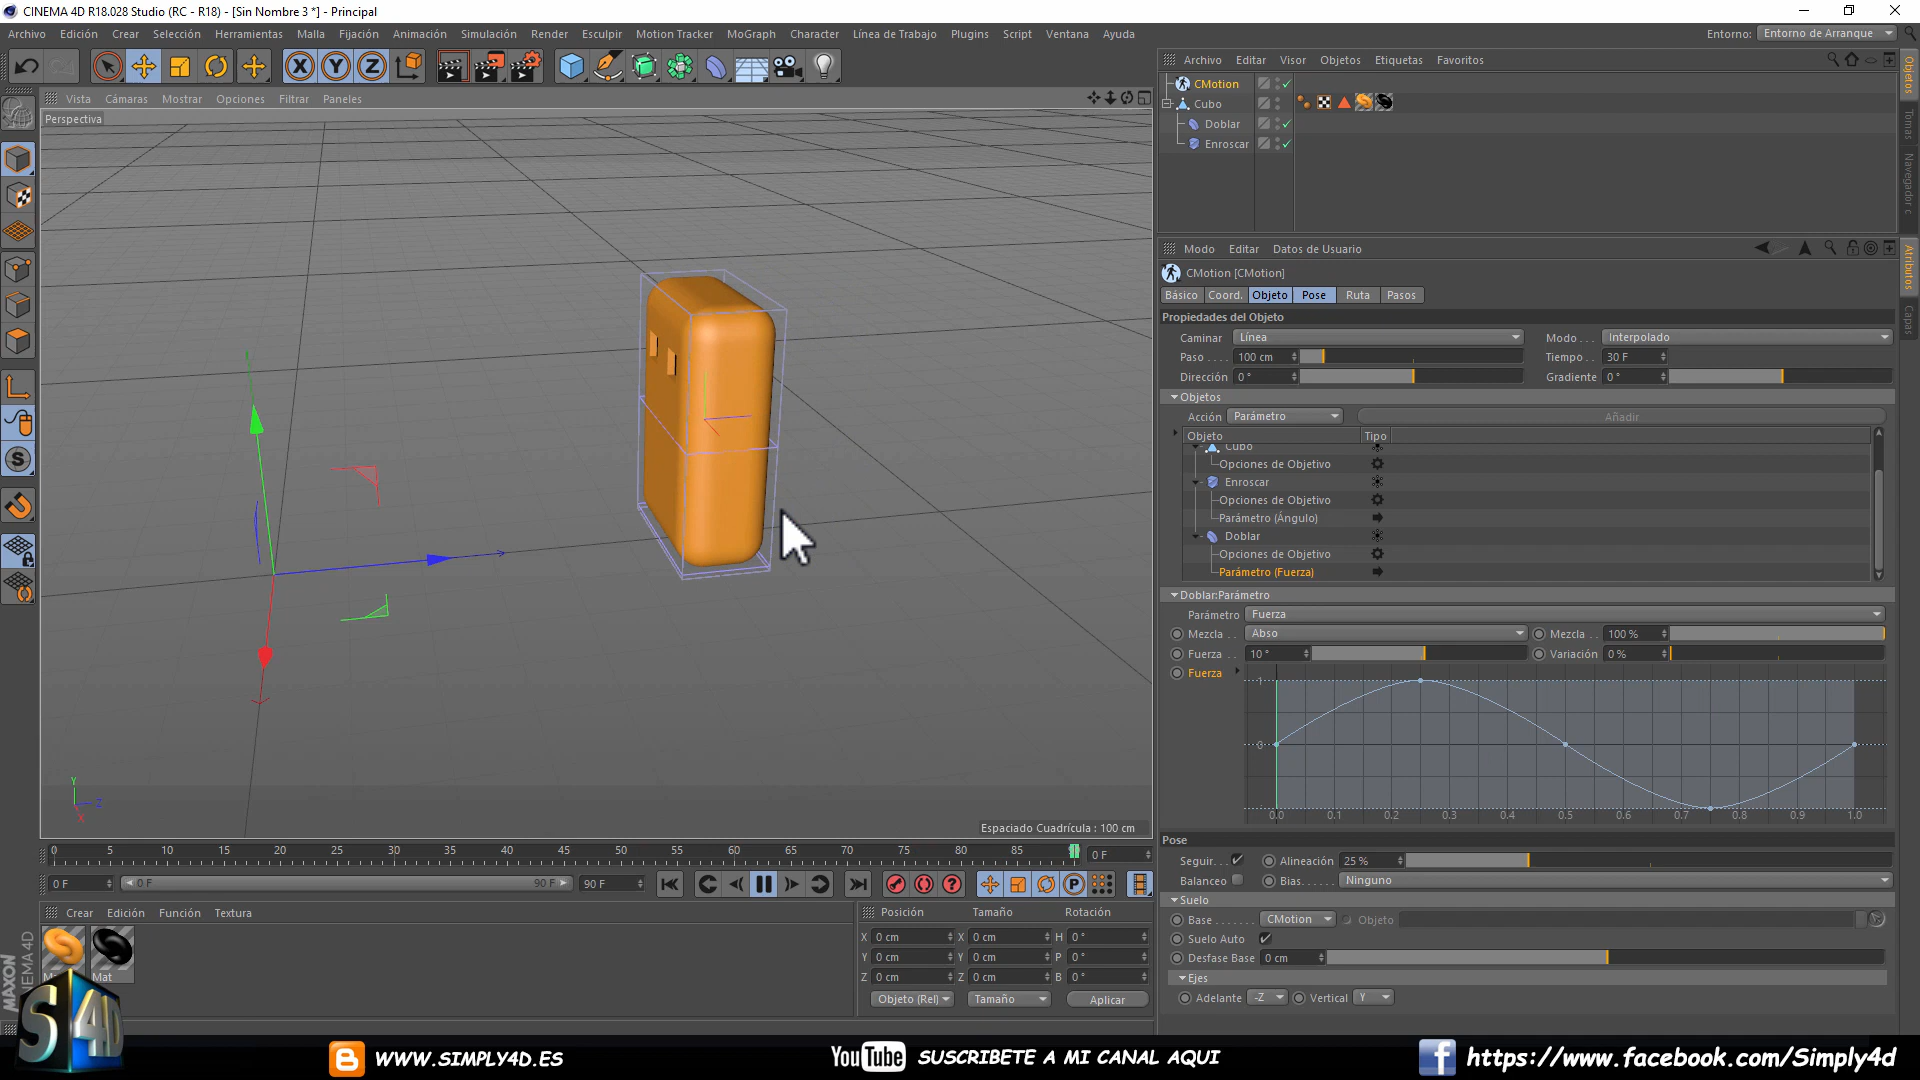 CINEMA 4D R18.028 Studio (RC - R18) - [Sin Nombre 3 *] - Principal
Archivo Edición Crear Selección Herramientas Malla Fijación Animación Simulación Render Esculpir Motion Tracker MoGraph Character Línea de Trabajo Plugins Script Ventana Ayuda Entorno: Entorno de Arranque
Vista Cámaras Mostrar Opciones Filtrar Paneles
Perspectiva
Espaciado Cuadrícula : 100 cm
Archivo Editar Visor Objetos Etiquetas Favoritos
CMotion
Cubo
Doblar
Enroscar
Objetos
Tomas
Navegador c
Modo Editar Datos de Usuario
CMotion [CMotion]
Básico Coord. Objeto Pose Ruta Pasos
Atributos
Capas
Propiedades del Objeto
Caminar Línea Modo . . . Interpolado
Paso . . . . 100 cm Tiempo . . 30 F
Dirección 0 ° Gradiente 0 °
Objetos
Acción Parámetro Añadir
Objeto Tipo
Cubo
Opciones de Objetivo
Enroscar
Opciones de Objetivo
Parámetro (Ángulo)
Doblar
Opciones de Objetivo
Parámetro (Fuerza)
Doblar:Parámetro
Parámetro Fuerza
Mezcla . . Abso Mezcla . . 100 %
Fuerza . . 10 ° Variación 0 %
Fuerza
1
0
0.0 0.1 0.2 0.3 0.4 0.5 0.6 0.7 0.8 0.9 1.0
Pose
Seguir. . . Alineación 25 %
Balanceo Bias. . . . . . Ninguno
Suelo
Base . . . . . . . CMotion Objeto
Suelo Auto
Desfase Base 0 cm
Ejes
Adelante -Z Vertical Y
0 5 10 15 20 25 30 35 40 45 50 55 60 65 70 75 80 85 0 F
0 F 0 F 90 F 90 F
Crear Edición Función Textura
Mat
Posición Tamaño Rotación
X 0 cm X 0 cm H 0 °
Y 0 cm Y 0 cm P 0 °
Z 0 cm Z 0 cm B 0 °
Objeto (Rel) Tamaño Aplicar
MAXON
CINEMA 4D
S4D
WWW.SIMPLY4D.ES
YouTube SUSCRIBETE A MI CANAL AQUI
https://www.facebook.com/Simply4d